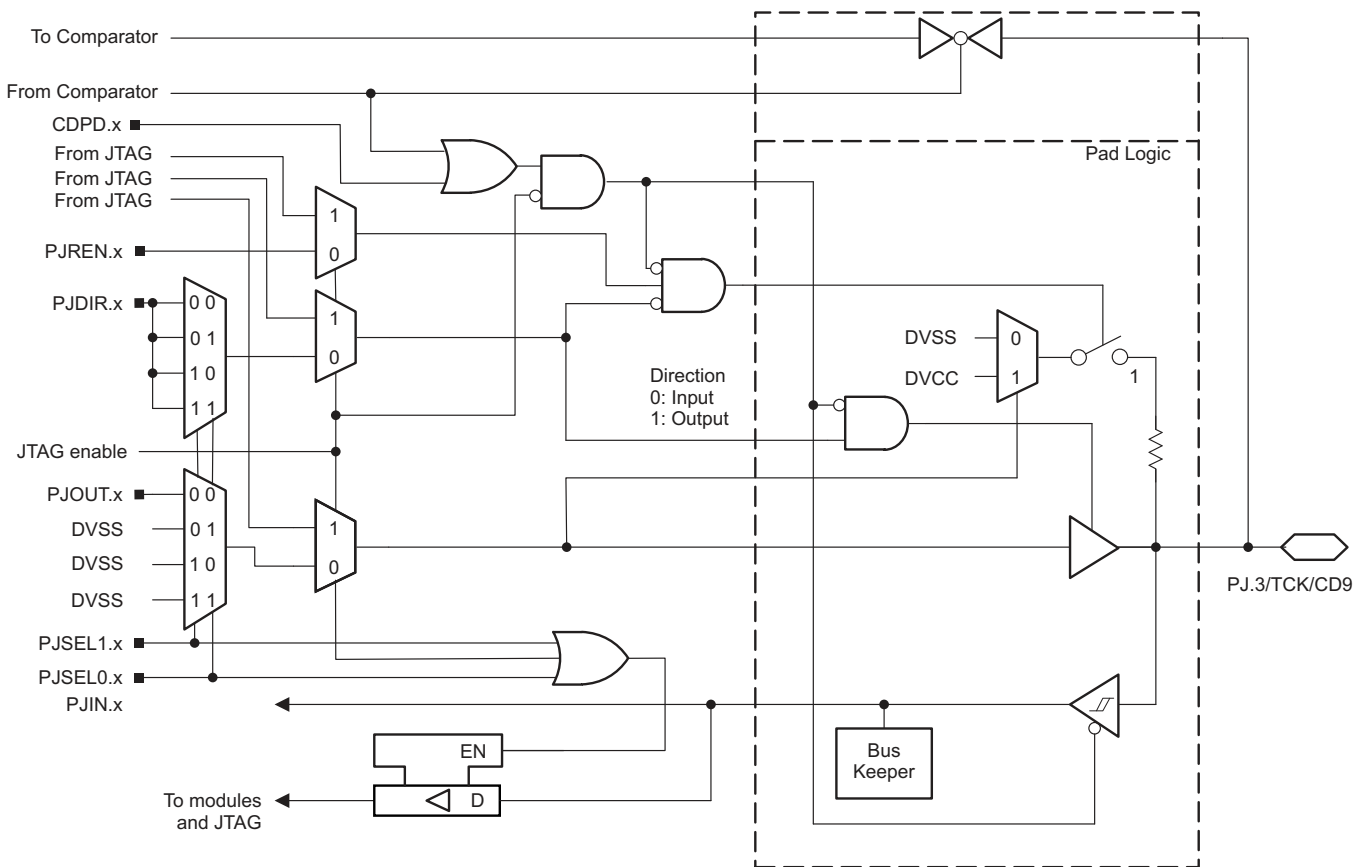 To Comparator
From Comparator
CDPD.x
From JTAG
From JTAG
From JTAG
Pad Logic
1
PJREN.x
0
PJDIR.x
0 0
1
0 1
0
1 0
1 1
DVSS
0
DVCC
1
1
Direction
0: Input
1: Output
JTAG enable
PJOUT.x
0 0
DVSS
0 1
1
DVSS
1 0
0
DVSS
1 1
PJ.3/TCK/CD9
PJSEL1.x
PJSEL0.x
PJIN.x
EN
Bus
Keeper
D
To modules
and JTAG